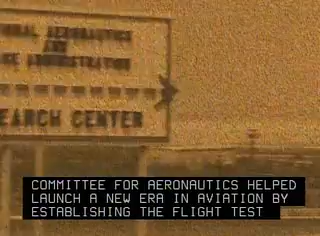 AERONAUTICS
AND
ADMINISTRATION
EARCH CENTER
COMMITTEE FOR AERONAUTICS HELPED
LAUNCH A NEW ERA IN AVIATION BY
ESTABLISHING THE FLIGHT TEST